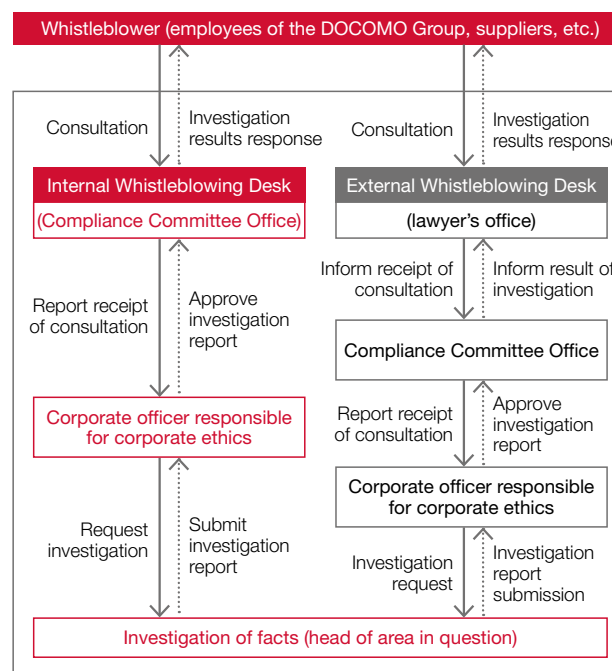 Whistleblower (employees of the DOCOMO Group, suppliers, etc.)
Consultation
Investigation
results response
Consultation
Investigation
results response
Internal Whistleblowing Desk
(Compliance Committee Office)
External Whistleblowing Desk
(lawyer's office)
Inform receipt of
consultation
Inform result of
investigation
Report receipt
of consultation
Approve
investigation
report
Compliance Committee Office
Corporate officer responsible
for corporate ethics
Report receipt
of consultation
Approve
investigation
report
Corporate officer responsible
for corporate ethics
Request
investigation
Submit
investigation
report
Investigation
request
Investigation
report
submission
Investigation of facts (head of area in question)